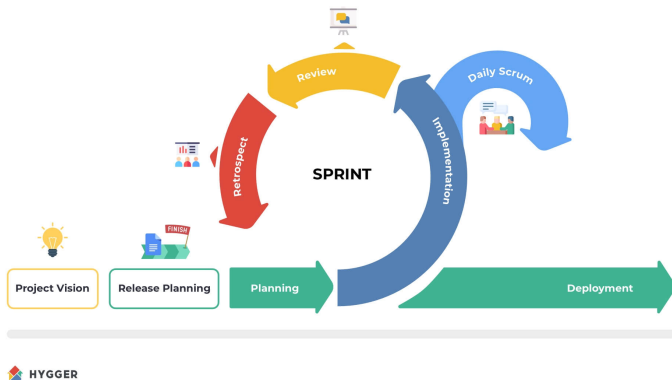 Review
Daily Scrum
Implementation
Retrospect
SPRINT
FINISH
Project Vision
Release Planning
Planning
Deployment
HYGGER